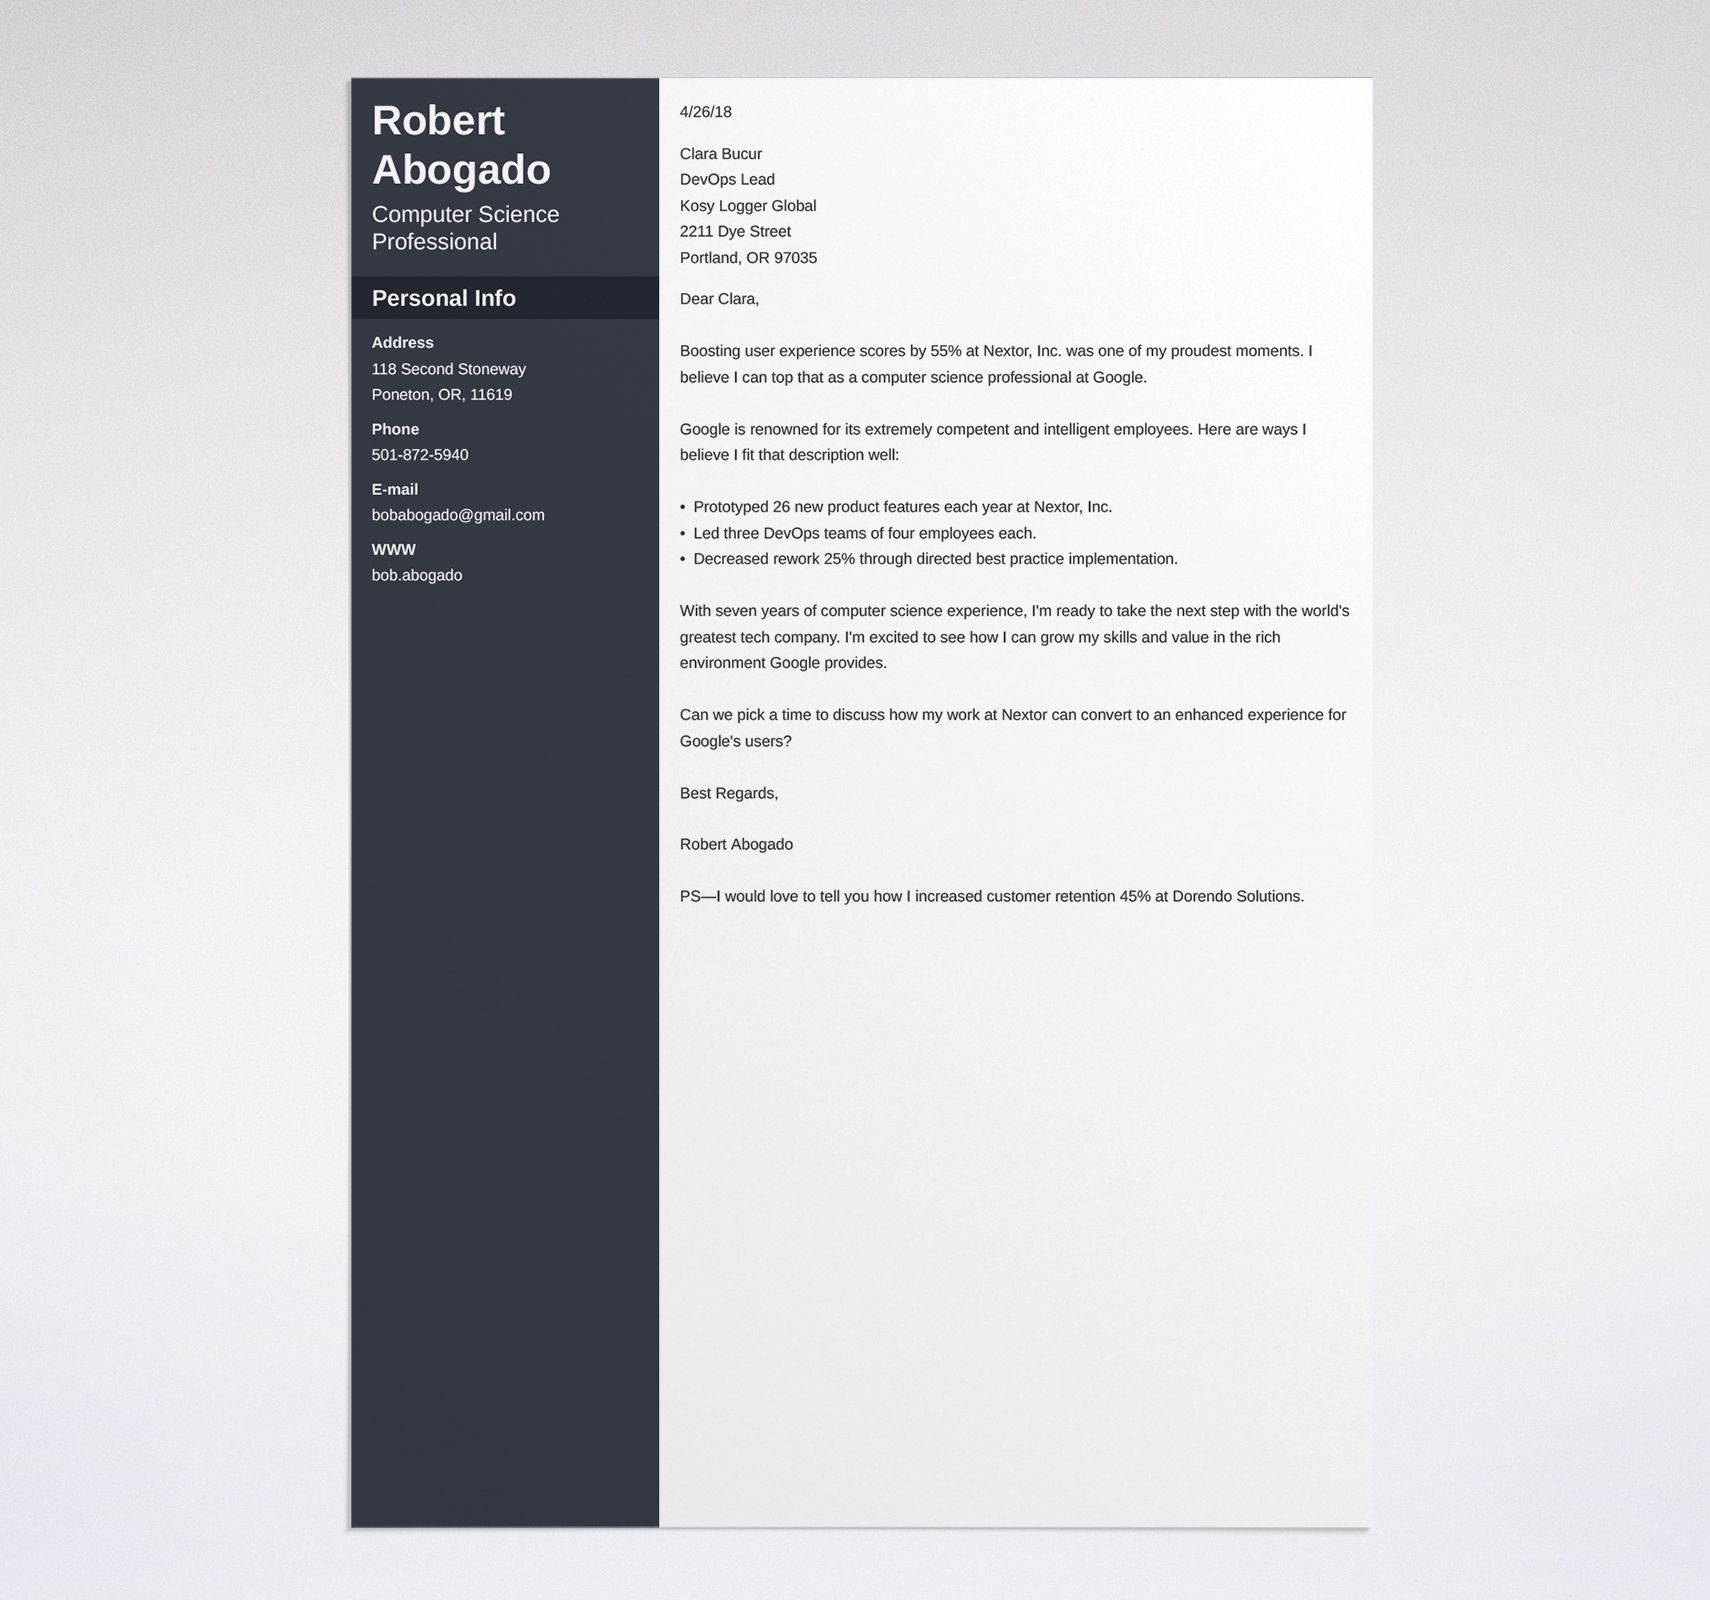 Robert
Abogado
Computer Science
Professional
Personal Info
Address
118 Second Stoneway
Poneton, OR, 11619
Phone
501-872-5940
E-mail
bobabogado@gmail.com
WWW
bob.abogado
4/26/18
Clara Bucur
DevOps Lead
Kosy Logger Global
2211 Dye Street
Portland, OR 97035
Dear Clara,
Boosting user experience scores by 55% at Nextor, Inc. was one of my proudest moments. I
believe I can top that as a computer science professional at Google.
Google is renowned for its extremely competent and intelligent employees. Here are ways I
believe I fit that description well:
• Prototyped 26 new product features each year at Nextor, Inc.
• Led three DevOps teams of four employees each.
• Decreased rework 25% through directed best practice implementation.
With seven years of computer science experience, I'm ready to take the next step with the world's
greatest tech company. I'm excited to see how I can grow my skills and value in the rich
environment Google provides.
Can we pick a time to discuss how my work at Nextor can convert to an enhanced experience for
Google's users?
Best Regards,
Robert Abogado
PS—I would love to tell you how I increased customer retention 45% at Dorendo Solutions.